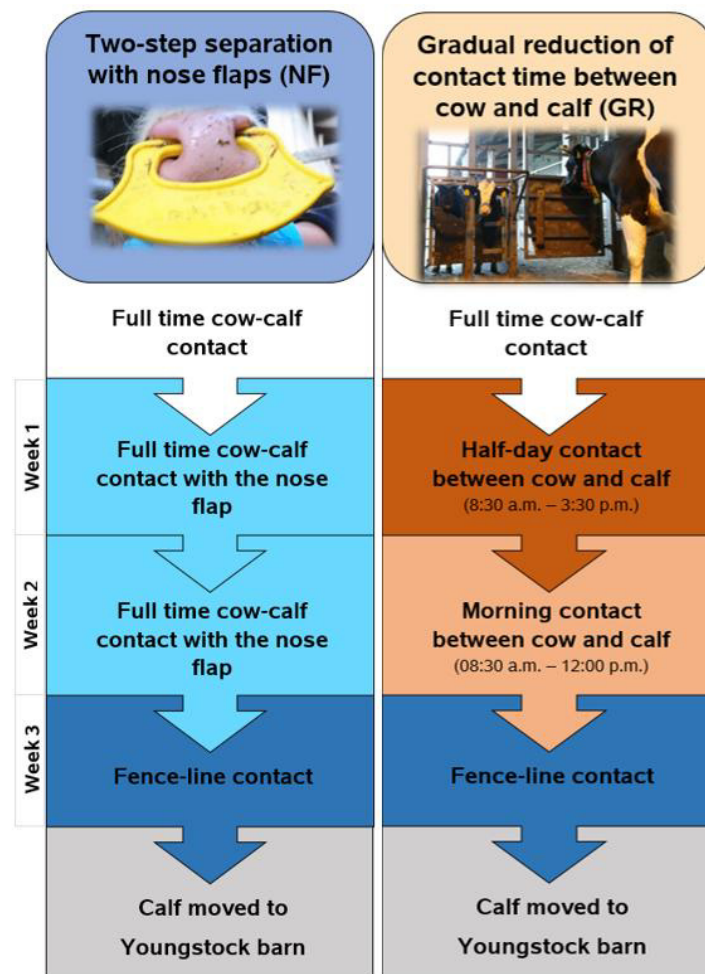 Two-step separation
with nose flaps (NF)
Gradual reduction of
contact time between
cow and calf (GR)
Full time cow-calf
contact
Full time cow-calf
contact
Week 1
Full time cow-calf
contact with the nose
flap
Half-day contact
between cow and calf
(8:30 a.m. – 3:30 p.m.)
Week 2
Full time cow-calf
contact with the nose
flap
Morning contact
between cow and calf
(08:30 a.m. – 12:00 p.m.)
Week 3
Fence-line contact
Fence-line contact
Calf moved to
Youngstock barn
Calf moved to
Youngstock barn